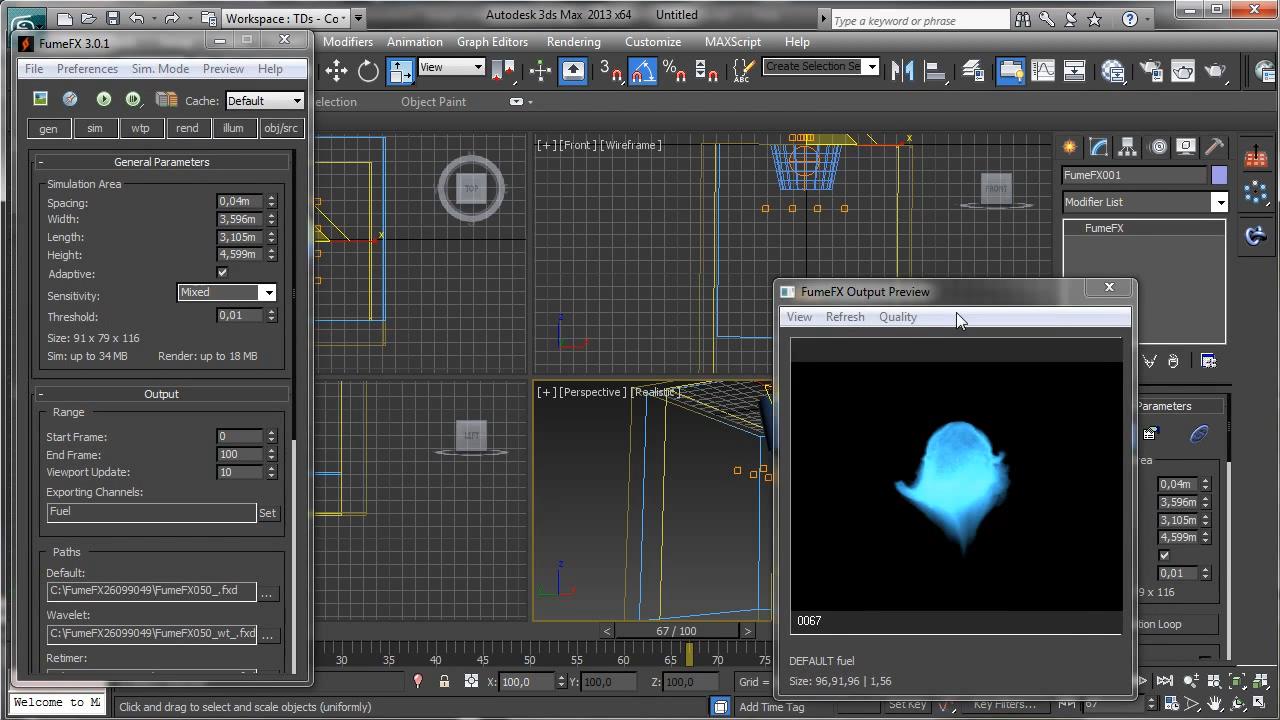 Workspace : TDs - Co
Autodesk 3ds Max 2013 x64
Untitled
Type a keyword or phrase
FumeFX 3.0.1
Modifiers
Animation
Graph Editors
Rendering
Customize
MAXScript
Help
File
Preferences
Sim. Mode
Preview
Help
View
Create Selection Se
ABC
Cache:
Default
election
Object Paint
gen
sim
wtp
rend
illum
obj/src
General Parameters
Simulation Area
Spacing:
0,04m
Width:
3,596m
Length:
3,105m
Height:
4,599m
Adaptive:
Sensitivity:
Mixed
Threshold:
0,01
Size: 91 x 79 x 116
Sim: up to 34 MB
Render: up to 18 MB
Output
Range
Start Frame:
0
End Frame:
100
Viewport Update:
10
Exporting Channels:
Fuel
Set
Paths
Default:
C:\FumeFX26099049\FumeFX050_.fxd
...
Wavelet:
C:\FumeFX26099049\FumeFX050_wt_.fxd
...
Retimer:
TOP
x
LEFT
[+] [Front] [Wireframe]
x
FRONT
z
x
[+] [Perspective] [Realistic]
z
x
FumeFX001
Modifier List
FumeFX
FumeFX Output Preview
View
Refresh
Quality
0067
DEFAULT fuel
Size: 96,91,96 | 1,56
Parameters
ea
0,04m
3,596m
3,105m
4,599m
0,01
9 x 116
tion Loop
<
67 / 100
>
30
35
40
45
50
55
60
65
70
75
X:
100,0
Y:
100,0
Z:
100,0
Grid =
Welcome to M
Click and drag to select and scale objects (uniformly)
Add Time Tag
Set Key
Key Filters...
67